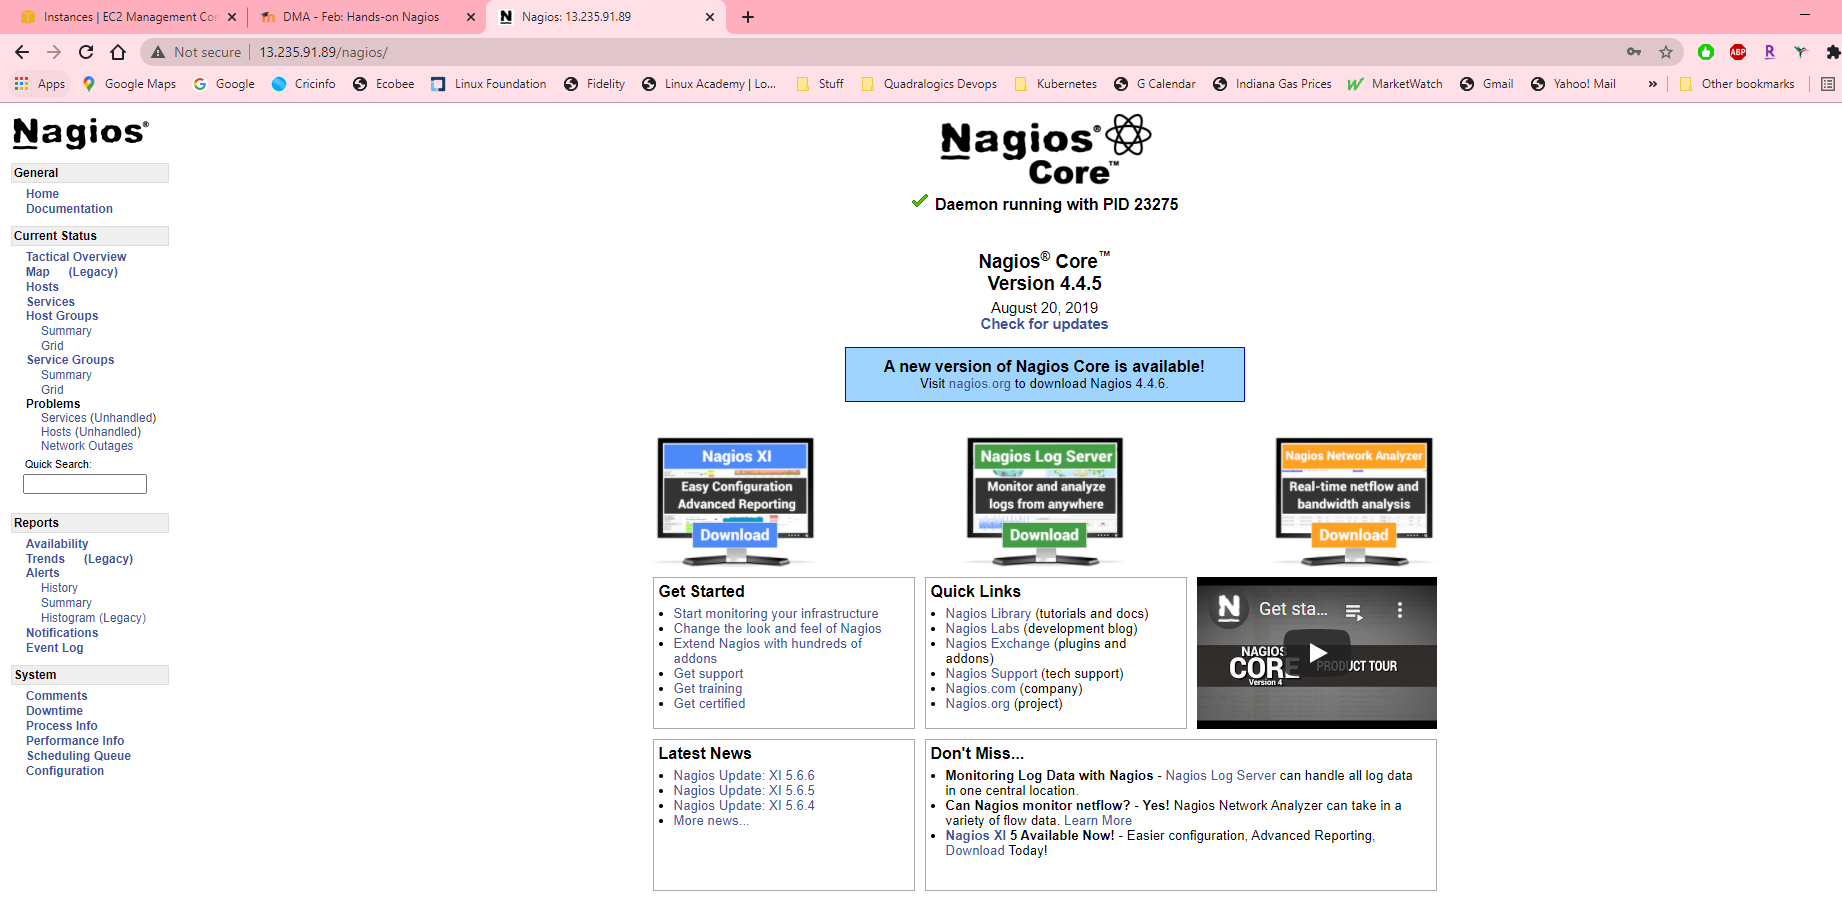 Instances | EC2 Management Cor
DMA - Feb: Hands-on Nagios
Nagios: 13.235.91.89
Not secure
13.235.91.89/nagios/
Apps
Google Maps
Google
Cricinfo
Ecobee
Linux Foundation
Fidelity
Linux Academy | Lo...
Stuff
Quadralogics Devops
Kubernetes
G Calendar
Indiana Gas Prices
MarketWatch
Gmail
Yahoo! Mail
»
Other bookmarks
Nagios®
General
Home
Documentation
Current Status
Tactical Overview
Map (Legacy)
Hosts
Services
Host Groups
Summary
Grid
Service Groups
Summary
Grid
Problems
Services (Unhandled)
Hosts (Unhandled)
Network Outages
Quick Search:
Reports
Availability
Trends (Legacy)
Alerts
History
Summary
Histogram (Legacy)
Notifications
Event Log
System
Comments
Downtime
Process Info
Performance Info
Scheduling Queue
Configuration
Nagios®
Core™
Daemon running with PID 23275
Nagios® Core™
Version 4.4.5
August 20, 2019
Check for updates
A new version of Nagios Core is available!
Visit nagios.org to download Nagios 4.4.6.
Nagios XI
Easy Configuration
Advanced Reporting
Download
Nagios Log Server
Monitor and analyze
logs from anywhere
Download
Nagios Network Analyzer
Real-time netflow and
bandwidth analysis
Download
Get Started
Start monitoring your infrastructure
Change the look and feel of Nagios
Extend Nagios with hundreds of
addons
Get support
Get training
Get certified
Quick Links
Nagios Library (tutorials and docs)
Nagios Labs (development blog)
Nagios Exchange (plugins and
addons)
Nagios Support (tech support)
Nagios.com (company)
Nagios.org (project)
N
Get sta...
NAGIOS
CORE PRODUCT TOUR
Version 4
Latest News
Nagios Update: XI 5.6.6
Nagios Update: XI 5.6.5
Nagios Update: XI 5.6.4
More news...
Don't Miss...
Monitoring Log Data with Nagios - Nagios Log Server can handle all log data
in one central location.
Can Nagios monitor netflow? - Yes! Nagios Network Analyzer can take in a
variety of flow data. Learn More
Nagios XI 5 Available Now! - Easier configuration, Advanced Reporting,
Download Today!